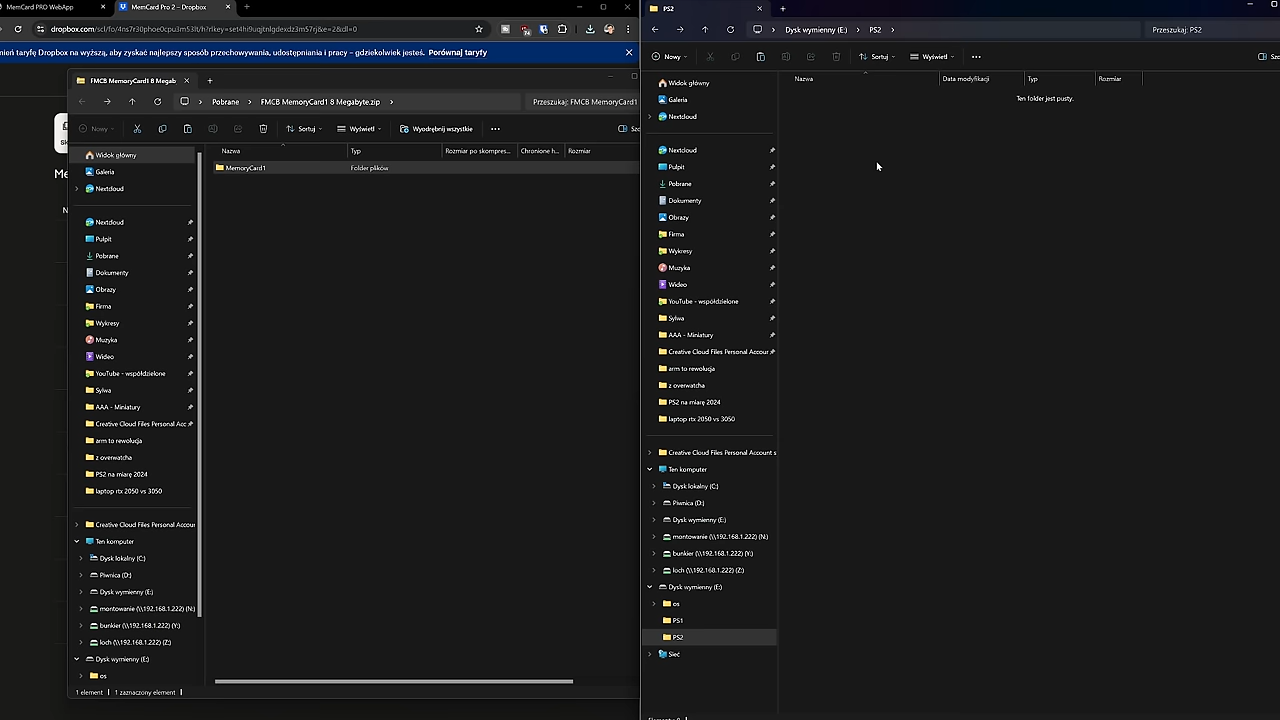 MemCard PRO WebApp
MemCard Pro 2 – Dropbox
dropbox.com/scl/fo/4ns7r30phoe0cpu3m53lt/h?rlkey=set4hi9uqjtnlgdexdz3m57rj&e=2&dl=0
mień taryfę Dropbox na wyższą, aby zyskać najlepszy sposób przechowywania, udostępniania i pracy – gdziekolwiek jesteś. Porównaj taryfy
FMCB MemoryCard1 8 Megab
Pobrane
FMCB MemoryCard1 8 Megabyte.zip
Przeszukaj: FMCB MemoryCard1
Nowy
Sortuj
Wyświetl
Wyodrębnij wszystkie
Szc
Nazwa
Typ
Rozmiar po skompres...
Chronione h...
Rozmiar
MemoryCard1
Folder plików
Widok główny
Galeria
Nextcloud
Nextcloud
Pulpit
Pobrane
Dokumenty
Obrazy
Firma
Wykresy
Muzyka
Wideo
YouTube - współdzielone
Sylwa
AAA - Miniatury
Creative Cloud Files Personal Acc
arm to rewolucja
z overwatcha
PS2 na miarę 2024
laptop rtx 2050 vs 3050
Creative Cloud Files Personal Accoun
Ten komputer
Dysk lokalny (C:)
Piwnica (D:)
Dysk wymienny (E:)
montowanie (\\192.168.1.222) (N:)
bunkier (\\192.168.1.222) (Y:)
loch (\\192.168.1.222) (Z:)
Dysk wymienny (E:)
os
1 element
1 zaznaczony element
PS2
Dysk wymienny (E:)
PS2
Przeszukaj: PS2
Nowy
Sortuj
Wyświetl
Szc
Nazwa
Data modyfikacji
Typ
Rozmiar
Ten folder jest pusty.
Widok główny
Galeria
Nextcloud
Nextcloud
Pulpit
Pobrane
Dokumenty
Obrazy
Firma
Wykresy
Muzyka
Wideo
YouTube - współdzielone
Sylwa
AAA - Miniatury
Creative Cloud Files Personal Accour
arm to rewolucja
z overwatcha
PS2 na miarę 2024
laptop rtx 2050 vs 3050
Creative Cloud Files Personal Account s
Ten komputer
Dysk lokalny (C:)
Piwnica (D:)
Dysk wymienny (E:)
montowanie (\\192.168.1.222) (N:)
bunkier (\\192.168.1.222) (Y:)
loch (\\192.168.1.222) (Z:)
Dysk wymienny (E:)
os
PS1
PS2
Sieć